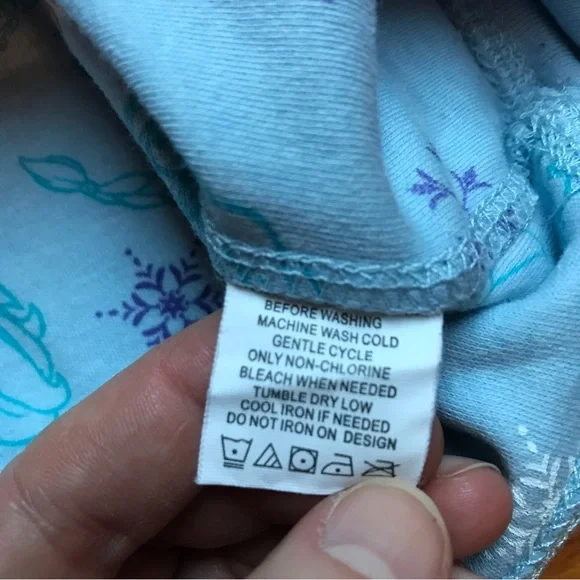 BEFORE WASHING
MACHINE WASH COLD
GENTLE CYCLE
ONLY NON-CHLORINE
BLEACH WHEN NEEDED
TUMBLE DRY LOW
COOL IRON IF NEEDED
DO NOT IRON ON DESIGN